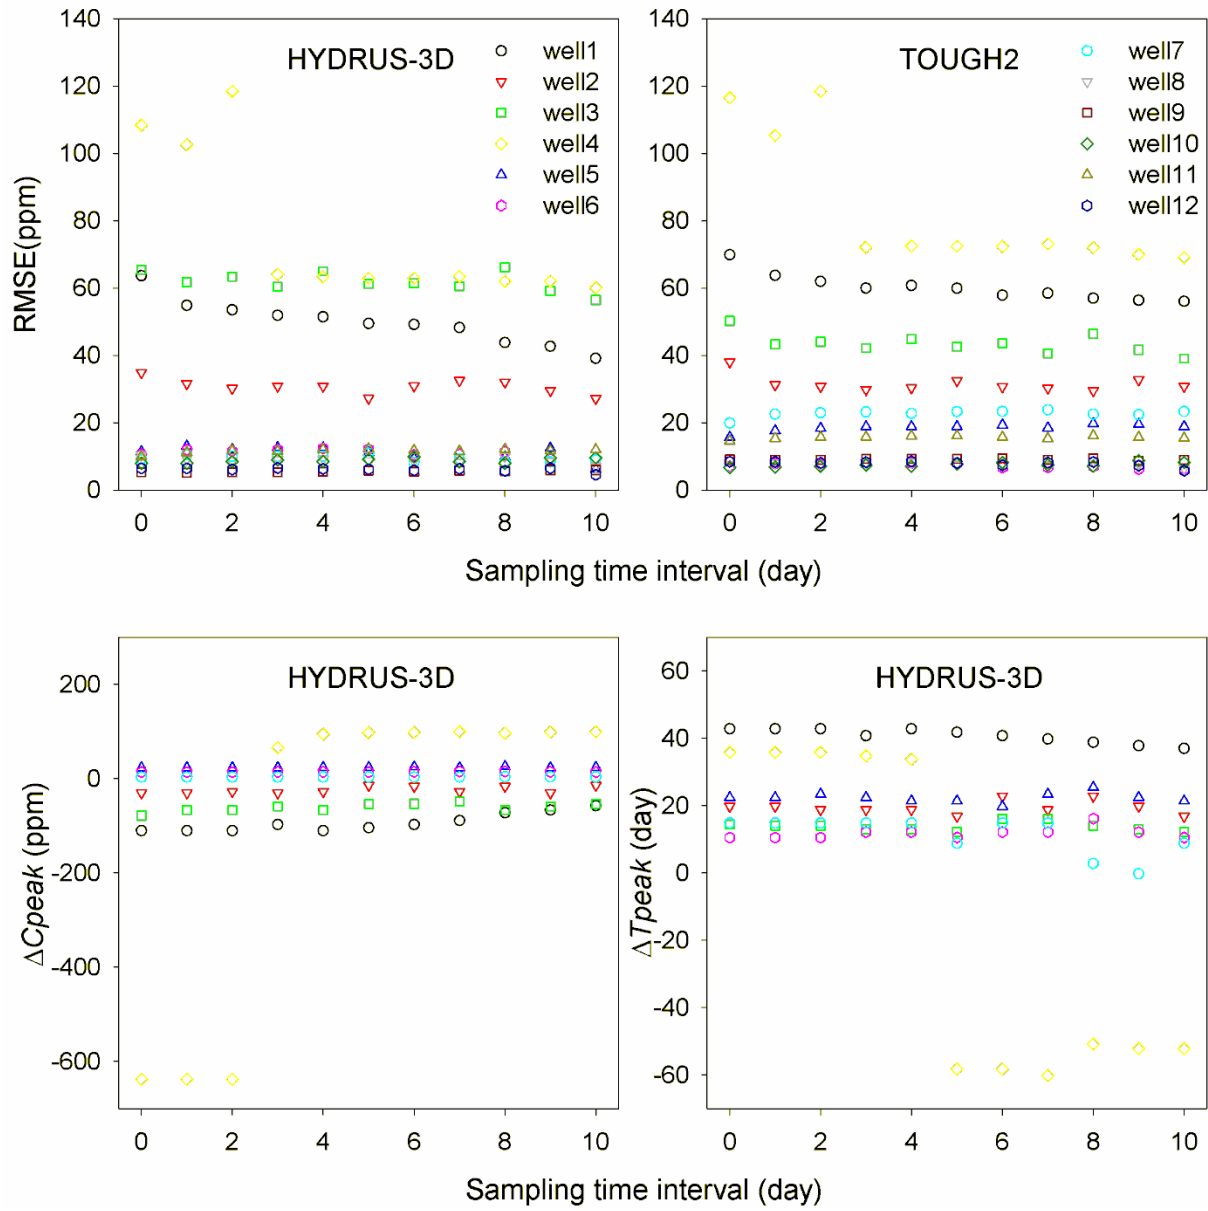 140
120
100
80
60
40
20
0
RMSE(ppm)
HYDRUS-3D
well1
well2
well3
well4
well5
well6
0 2 4 6 8 10
140
120
100
80
60
40
20
0
TOUGH2
well7
well8
well9
well10
well11
well12
0 2 4 6 8 10
Sampling time interval (day)
200
0
-200
-400
-600
ΔCpeak (ppm)
HYDRUS-3D
0 2 4 6 8 10
60
40
20
0
-20
-40
-60
ΔTpeak (day)
HYDRUS-3D
0 2 4 6 8 10
Sampling time interval (day)